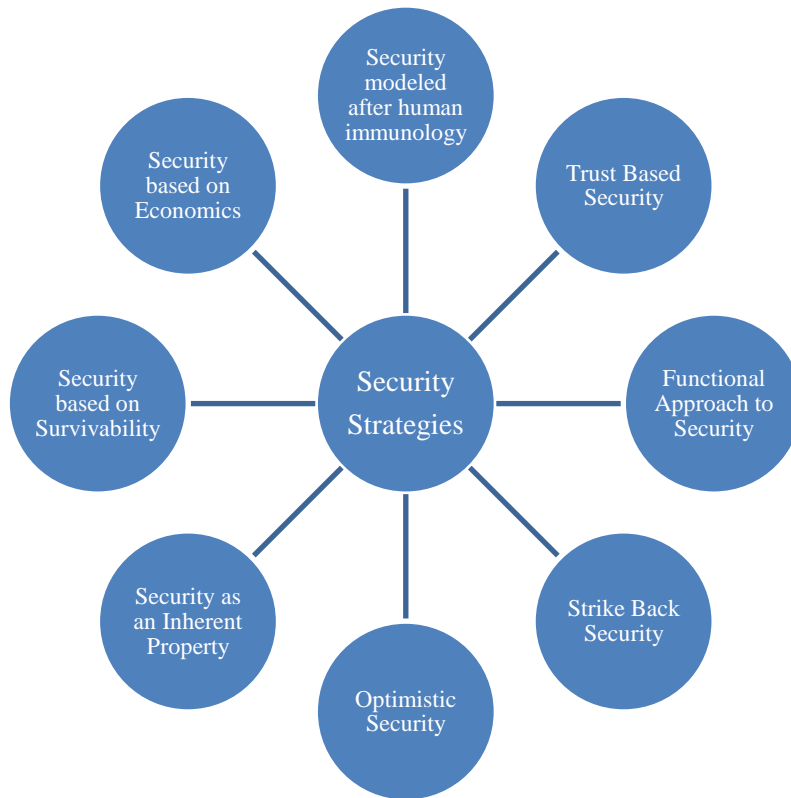 Security
modeled
after human
immunology
Trust Based
Security
Functional
Approach to
Security
Strike Back
Security
Optimistic
Security
Security as
an Inherent
Property
Security
based on
Survivability
Security
based on
Economics
Security
Strategies